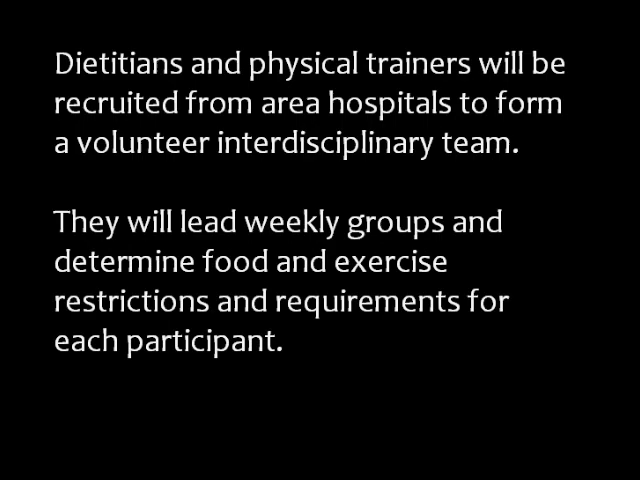 Dietitians and physical trainers will be
recruited from area hospitals to form
a volunteer interdisciplinary team.
They will lead weekly groups and
determine food and exercise
restrictions and requirements for
each participant.